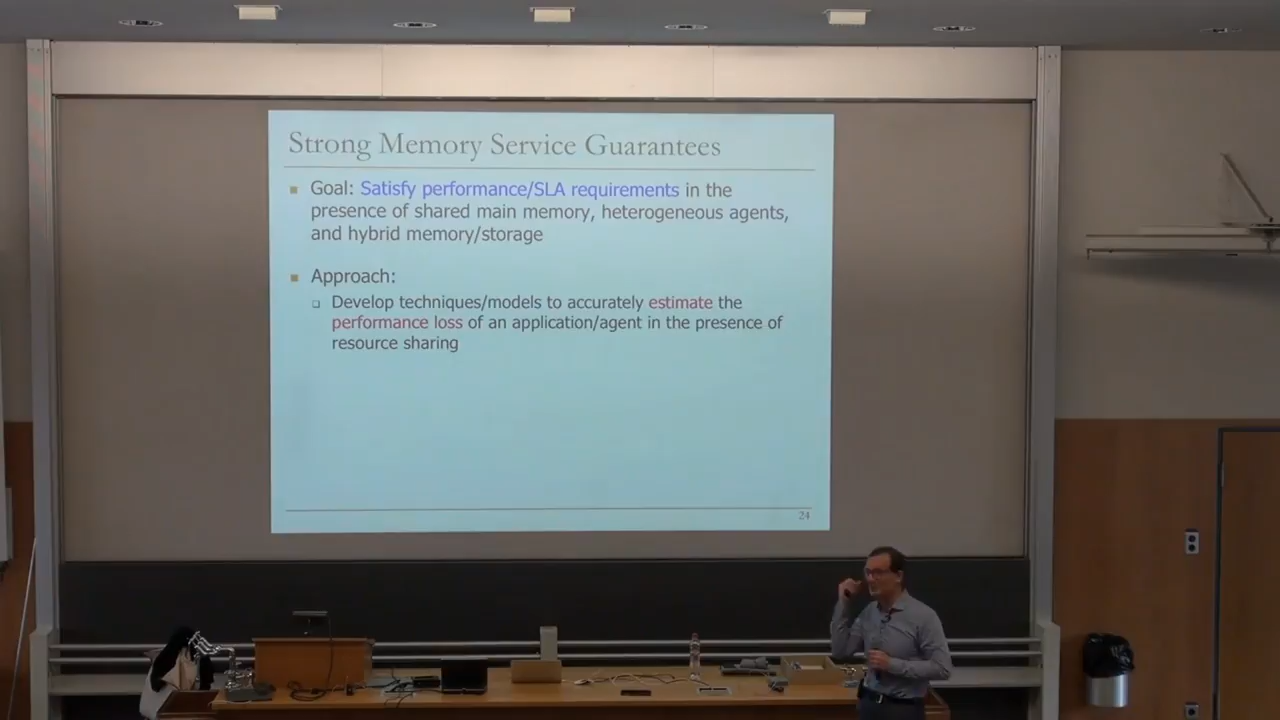 Strong Memory Service Guarantees
Goal: Satisfy performance/SLA requirements in the
presence of shared main memory, heterogeneous agents,
and hybrid memory/storage
Approach:
Develop techniques/models to accurately estimate the
performance loss of an application/agent in the presence of
resource sharing
24